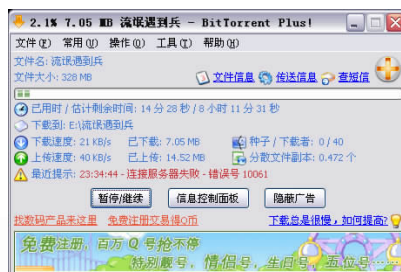 2.1% 7.05 MB 流氓遇到兵 - BitTorrent Plus!
文件(F) 常用(U) 操作(O) 工具(T) 帮助(H)
文件名: 流氓遇到兵
文件大小: 328 MB 文件信息 传送信息 查短信
已用时 / 估计剩余时间: 14 分 28 秒 / 8 小时 11 分 31 秒
下载到: E:\流氓遇到兵
下载速度: 21 KB/s 已下载: 7.05 MB 种子 / 下载者: 0 / 40
上传速度: 40 KB/s 已上传: 14.52 MB 分散文件副本: 0.472 个
最近提示: 23:34:44 - 连接服务器失败 - 错误号 10061
暂停/继续 信息控制面板 隐蔽广告
找数码产品来这里 免费注册交易得Q币 下载总是很慢，如何提高?
免费注册，百万Q号抢不停
特别靓号，情侣号，生日号，五位号……